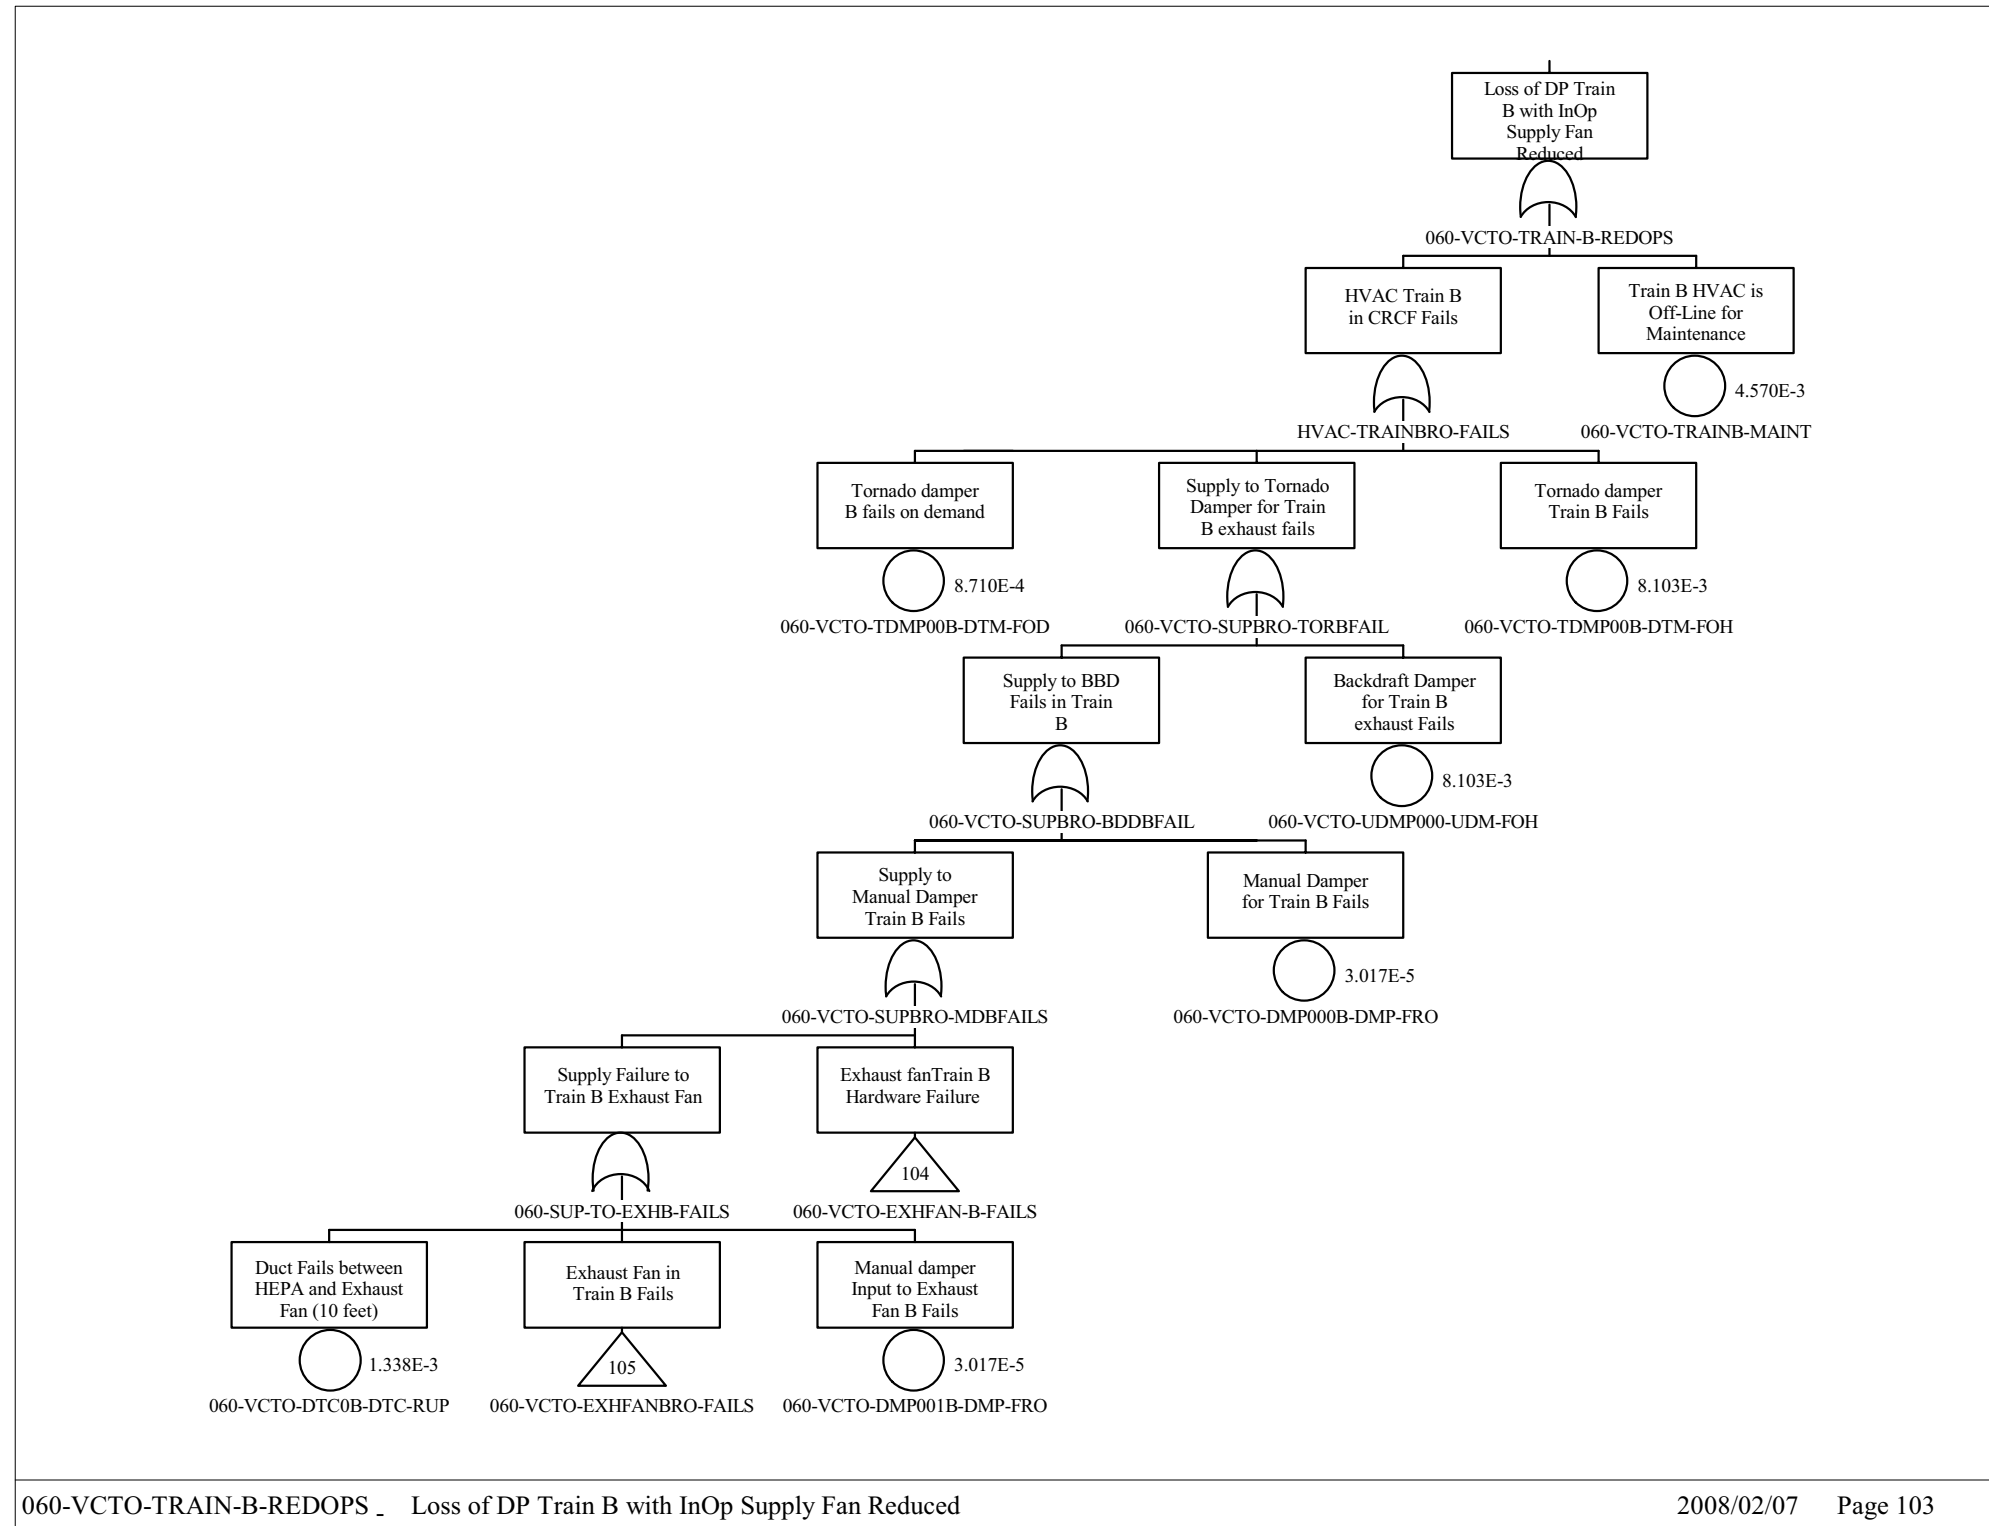 Loss of DP Train
B with InOp
Supply Fan
Reduced
060-VCTO-TRAIN-B-REDOPS
HVAC Train B
in CRCF Fails
HVAC-TRAINBRO-FAILS
Train B HVAC is
Off-Line for
Maintenance
4.570E-3
060-VCTO-TRAINB-MAINT
Tornado damper
B fails on demand
8.710E-4
060-VCTO-TDMP00B-DTM-FOD
Supply to Tornado
Damper for Train
B exhaust fails
060-VCTO-SUPBRO-TORBFAIL
Tornado damper
Train B Fails
8.103E-3
060-VCTO-TDMP00B-DTM-FOH
Supply to BBD
Fails in Train
B
060-VCTO-SUPBRO-BDDBFAIL
Backdraft Damper
for Train B
exhaust Fails
8.103E-3
060-VCTO-UDMP000-UDM-FOH
Supply to
Manual Damper
Train B Fails
060-VCTO-SUPBRO-MDBFAILS
Manual Damper
for Train B Fails
3.017E-5
060-VCTO-DMP000B-DMP-FRO
Supply Failure to
Train B Exhaust Fan
060-SUP-TO-EXHB-FAILS
Exhaust fanTrain B
Hardware Failure
104
060-VCTO-EXHFAN-B-FAILS
Duct Fails between
HEPA and Exhaust
Fan (10 feet)
1.338E-3
060-VCTO-DTC0B-DTC-RUP
Exhaust Fan in
Train B Fails
105
060-VCTO-EXHFANBRO-FAILS
Manual damper
Input to Exhaust
Fan B Fails
3.017E-5
060-VCTO-DMP001B-DMP-FRO
060-VCTO-TRAIN-B-REDOPS _ Loss of DP Train B with InOp Supply Fan Reduced 2008/02/07 Page 103